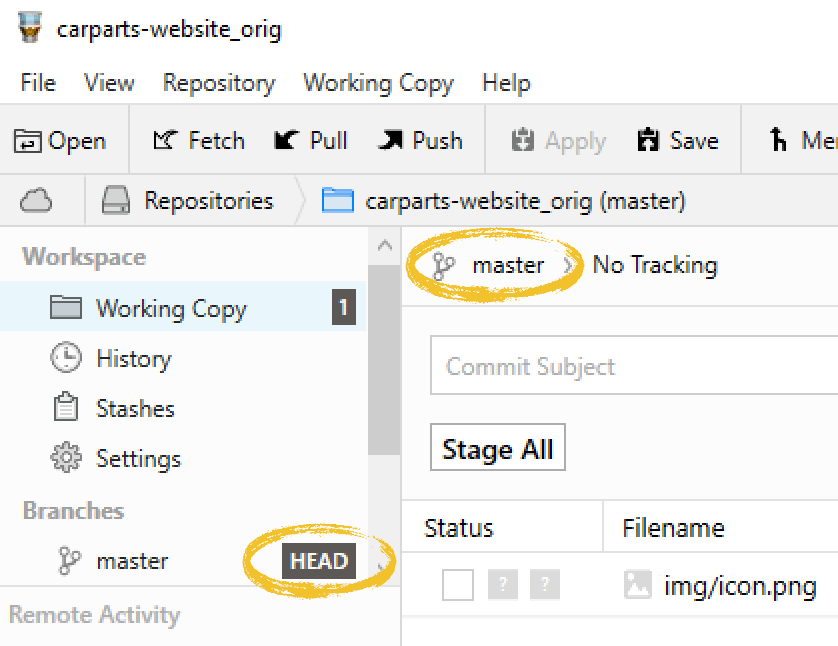 carparts-website_orig
File View Repository Working Copy Help
Open Fetch Pull Push Apply Save
Repositories carparts-website_orig (master)
Workspace
Working Copy 1
History
Stashes
Settings
Branches
master HEAD
Remote Activity
master No Tracking
Commit Subject
Stage All
Status Filename
? ? img/icon.png